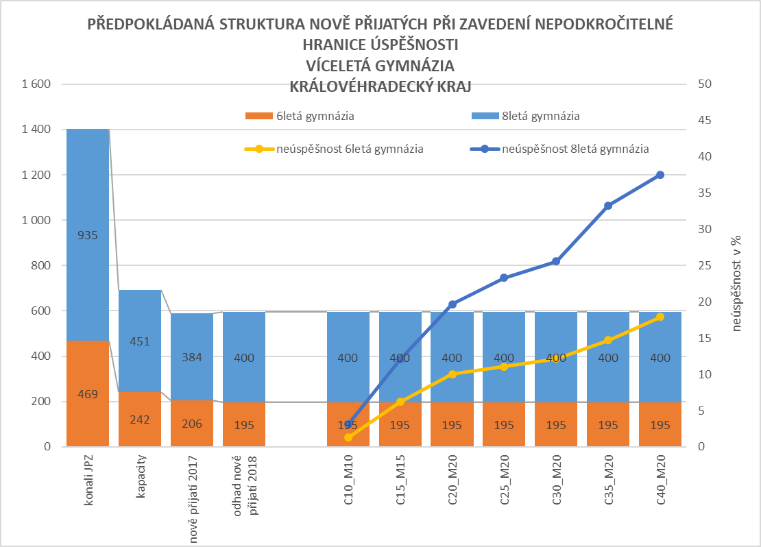 PŘEDPOKLÁDANÁ STRUKTURA NOVĚ PŘIJATÝCH PŘI ZAVEDENÍ NEPODKROČITELNÉ
HRANICE ÚSPĚŠNOSTI
VÍCELETÁ GYMNÁZIA
KRÁLOVÉHRADECKÝ KRAJ
6letá gymnázia 8letá gymnázia
neúspěšnost 6letá gymnázia neúspěšnost 8letá gymnázia
1 600
1 400
1 200
1 000
800
600
400
200
0
50
45
40
35
30
25
20
15
10
5
0
neúspěšnost v %
935
451
384 400 400 400 400 400 400 400 400
469
242 206 195 195 195 195 195 195 195 195
konali JPZ
kapacity
nově přijatí 2017
odhad nově
přijatí 2018
C10_M10
C15_M15
C20_M20
C25_M20
C30_M20
C35_M20
C40_M20